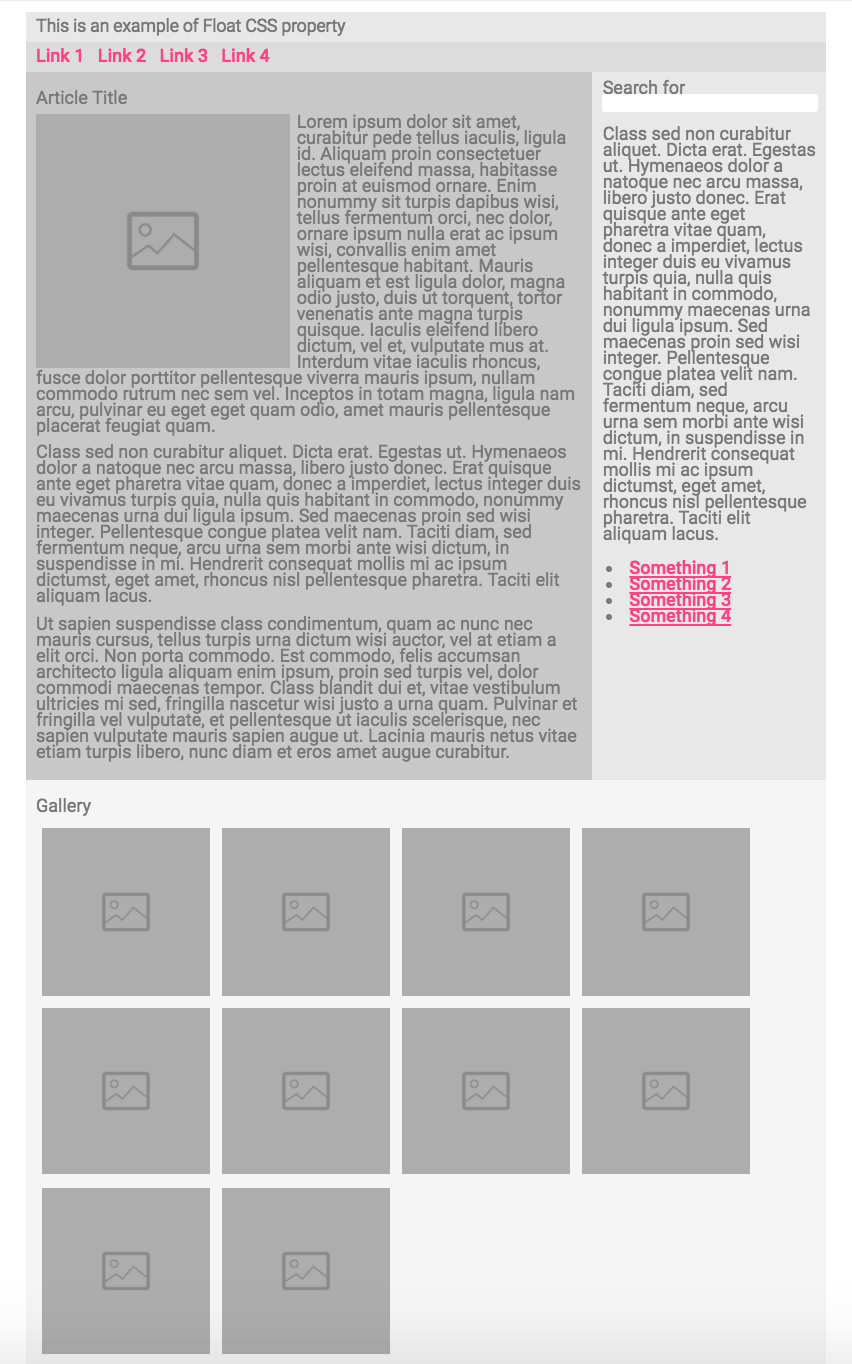 This is an example of Float CSS property
Link 1 Link 2 Link 3 Link 4
Article Title
Lorem ipsum dolor sit amet,
curabitur pede tellus iaculis, ligula
id. Aliquam proin consectetuer
lectus eleifend massa, habitasse
proin at euismod ornare. Enim
nonummy sit turpis dapibus wisi,
tellus fermentum orci, nec dolor,
ornare ipsum nulla erat ac ipsum
wisi, convallis enim amet
pellentesque habitant. Mauris
aliquam et est ligula dolor, magna
odio justo, duis ut torquent, tortor
venenatis ante magna turpis
quisque. Iaculis eleifend libero
dictum, vel et, vulputate mus at.
Interdum vitae iaculis rhoncus,
fusce dolor porttitor pellentesque viverra mauris ipsum, nullam
commodo rutrum nec sem vel. Inceptos in totam magna, ligula nam
arcu, pulvinar eu eget eget quam odio, amet mauris pellentesque
placerat feugiat quam.
Class sed non curabitur aliquet. Dicta erat. Egestas ut. Hymenaeos
dolor a natoque nec arcu massa, libero justo donec. Erat quisque
ante eget pharetra vitae quam, donec a imperdiet, lectus integer duis
eu vivamus turpis quia, nulla quis habitant in commodo, nonummy
maecenas urna dui ligula ipsum. Sed maecenas proin sed wisi
integer. Pellentesque congue platea velit nam. Taciti diam, sed
fermentum neque, arcu urna sem morbi ante wisi dictum, in
suspendisse in mi. Hendrerit consequat mollis mi ac ipsum
dictumst, eget amet, rhoncus nisl pellentesque pharetra. Taciti elit
aliquam lacus.
Ut sapien suspendisse class condimentum, quam ac nunc nec
mauris cursus, tellus turpis urna dictum wisi auctor, vel at etiam a
elit orci. Non porta commodo. Est commodo, felis accumsan
architecto ligula aliquam enim ipsum, proin sed turpis vel, dolor
commodi maecenas tempor. Class blandit dui et, vitae vestibulum
ultricies mi sed, fringilla nascetur wisi justo a urna quam. Pulvinar et
fringilla vel vulputate, et pellentesque ut iaculis scelerisque, nec
sapien vulputate mauris sapien augue ut. Lacinia mauris netus vitae
etiam turpis libero, nunc diam et eros amet augue curabitur.
Search for
Class sed non curabitur
aliquet. Dicta erat. Egestas
ut. Hymenaeos dolor a
natoque nec arcu massa,
libero justo donec. Erat
quisque ante eget
pharetra vitae quam,
donec a imperdiet, lectus
integer duis eu vivamus
turpis quia, nulla quis
habitant in commodo,
nonummy maecenas urna
dui ligula ipsum. Sed
maecenas proin sed wisi
integer. Pellentesque
congue platea velit nam.
Taciti diam, sed
fermentum neque, arcu
urna sem morbi ante wisi
dictum, in suspendisse in
mi. Hendrerit consequat
mollis mi ac ipsum
dictumst, eget amet,
rhoncus nisl pellentesque
pharetra. Taciti elit
aliquam lacus.
Something 1
Something 2
Something 3
Something 4
Gallery